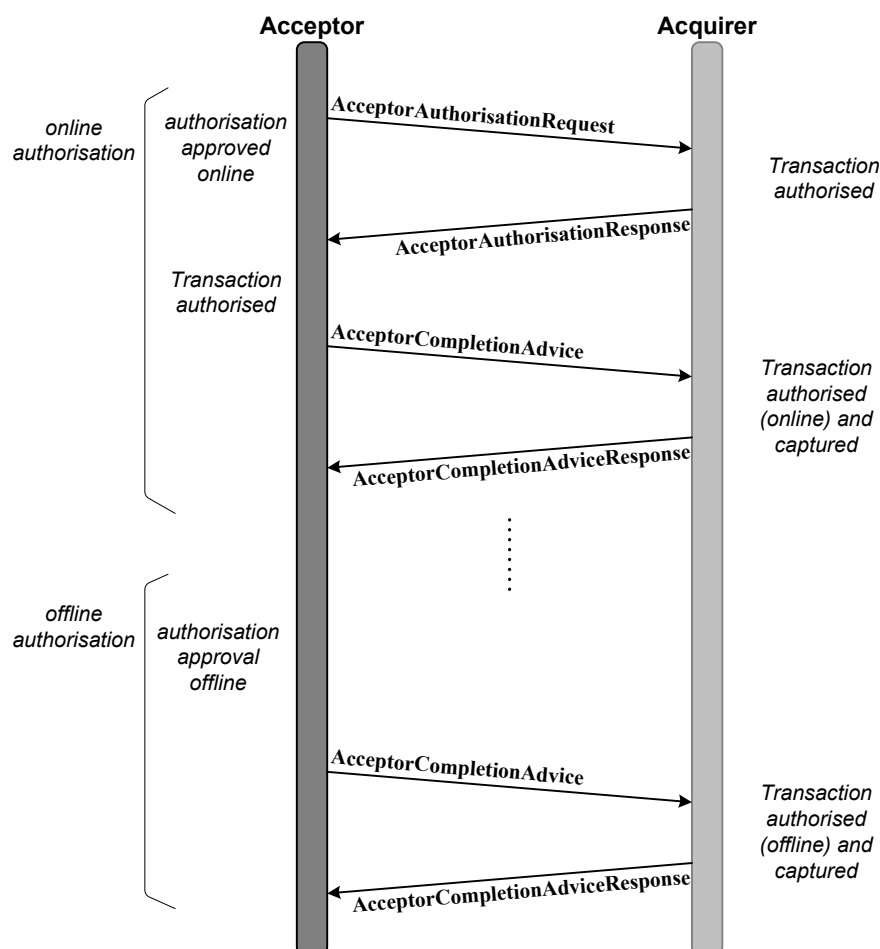 Acceptor
Acquirer
AcceptorAuthorisationRequest
online
authorisation
authorisation
approved
online
Transaction
authorised
AcceptorAuthorisationResponse
Transaction
authorised
AcceptorCompletionAdvice
Transaction
authorised
(online) and
captured
AcceptorCompletionAdviceResponse
offline
authorisation
authorisation
approval
offline
AcceptorCompletionAdvice
Transaction
authorised
(offline) and
captured
AcceptorCompletionAdviceResponse